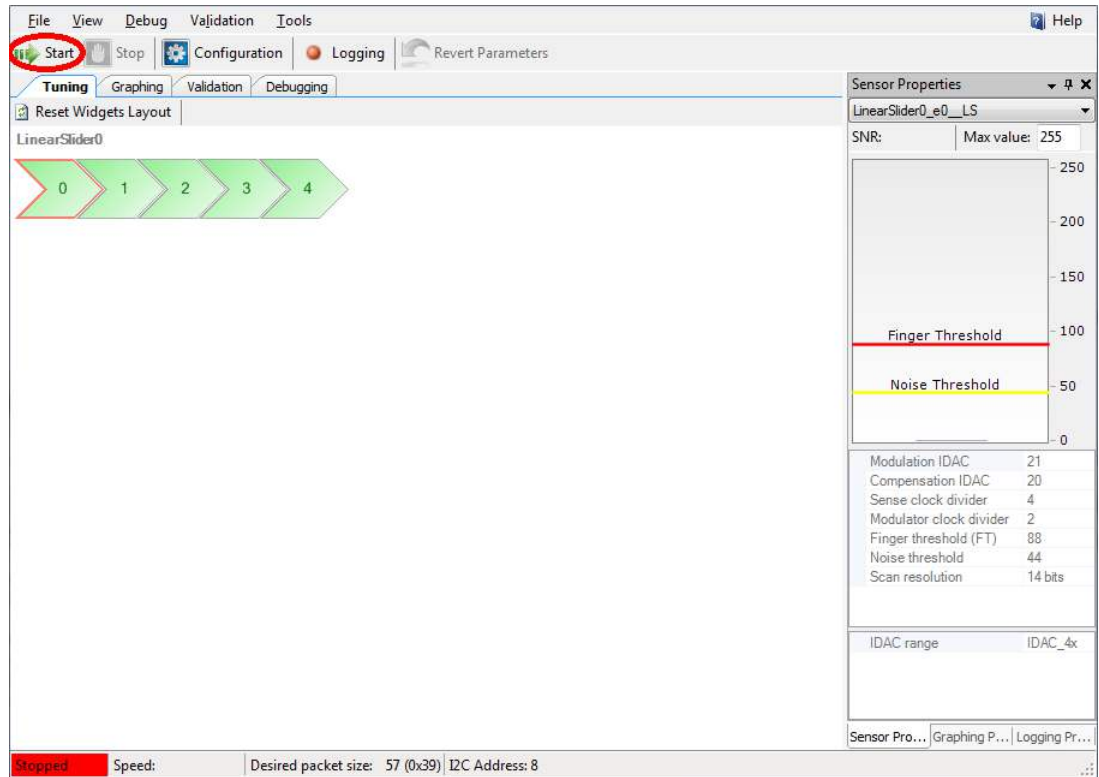 File View Debug Validation Tools Help
Start Stop Configuration Logging Revert Parameters
Tuning Graphing Validation Debugging
Reset Widgets Layout
LinearSlider0
0 1 2 3 4
Sensor Properties
LinearSlider0_e0__LS
SNR: Max value: 255
250
200
150
Finger Threshold 100
Noise Threshold 50
0
Modulation IDAC 21
Compensation IDAC 20
Sense clock divider 4
Modulator clock divider 2
Finger threshold (FT) 88
Noise threshold 44
Scan resolution 14 bits
IDAC range IDAC_4x
Sensor Pro... Graphing P... Logging Pr...
Stopped Speed: Desired packet size: 57 (0x39) I2C Address: 8